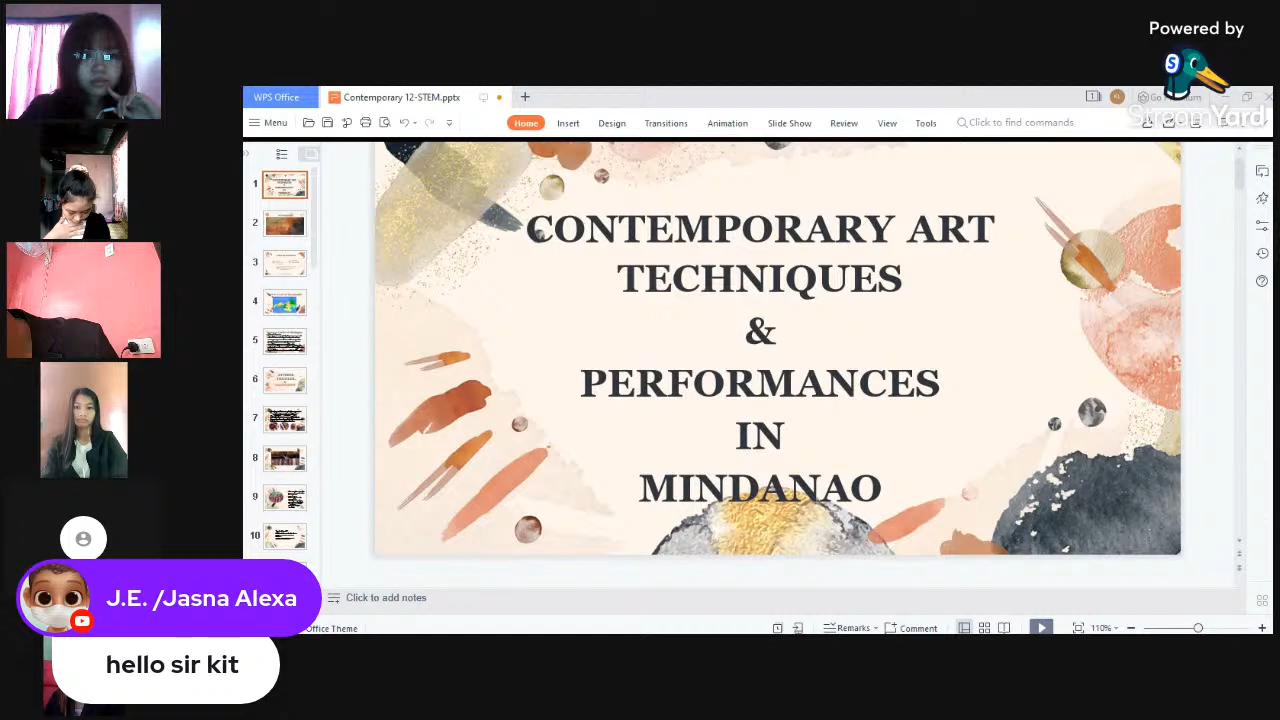 Powered by
S
StreamYard
WPS Office
Contemporary 12-STEM.pptx
Menu
Home
Insert
Design
Transitions
Animation
Slide Show
Review
View
Tools
Click to find commands
1
2
3
4
5
6
7
8
9
10
CONTEMPORARY ART
TECHNIQUES
&
PERFORMANCES
IN
MINDANAO
Click to add notes
Office Theme
Remarks
Comment
110%
J.E. /Jasna Alexa
hello sir kit